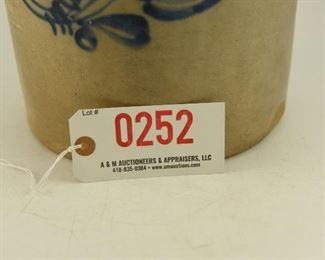 Lot #
0252
A & M AUCTIONEERS & APPRAISERS, LLC
410-835-0384 • www.amauctions.com